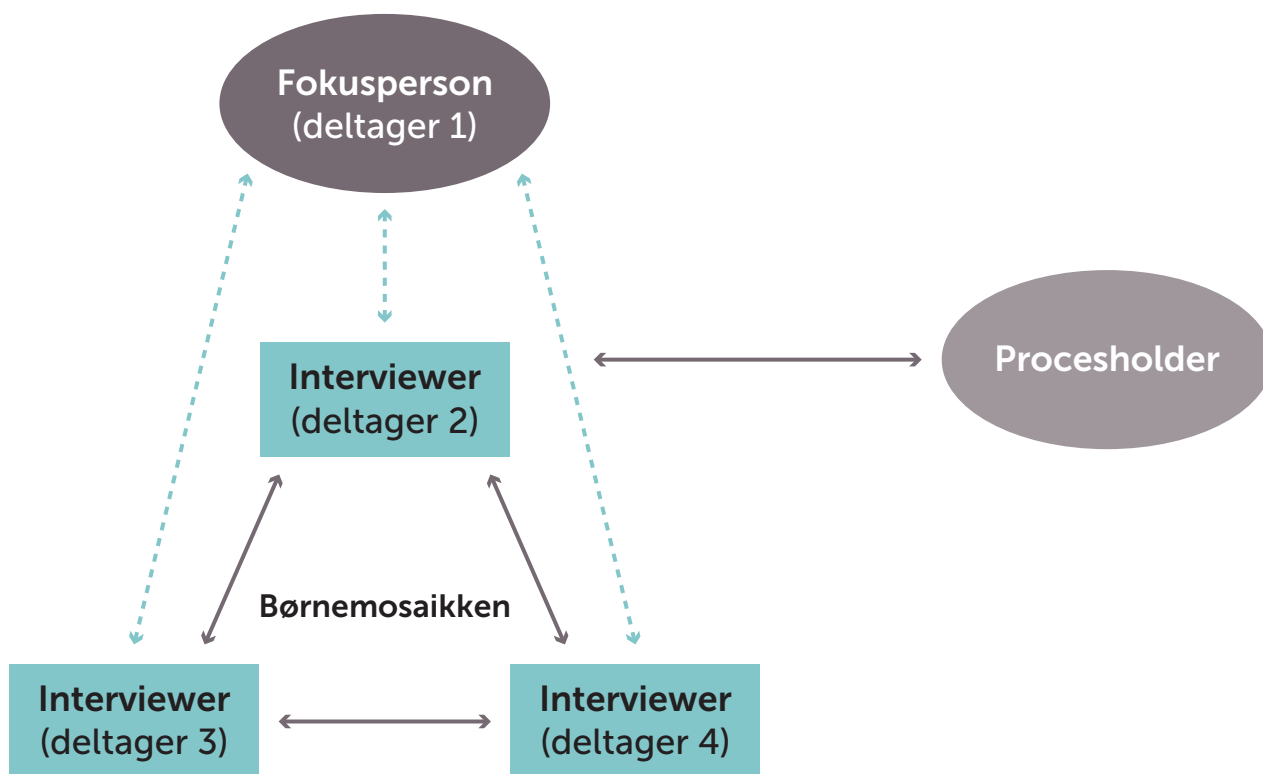 Fokusperson
(deltager 1)
Interviewer
(deltager 2)
Procesholder
Børnemosaikken
Interviewer
(deltager 3)
Interviewer
(deltager 4)